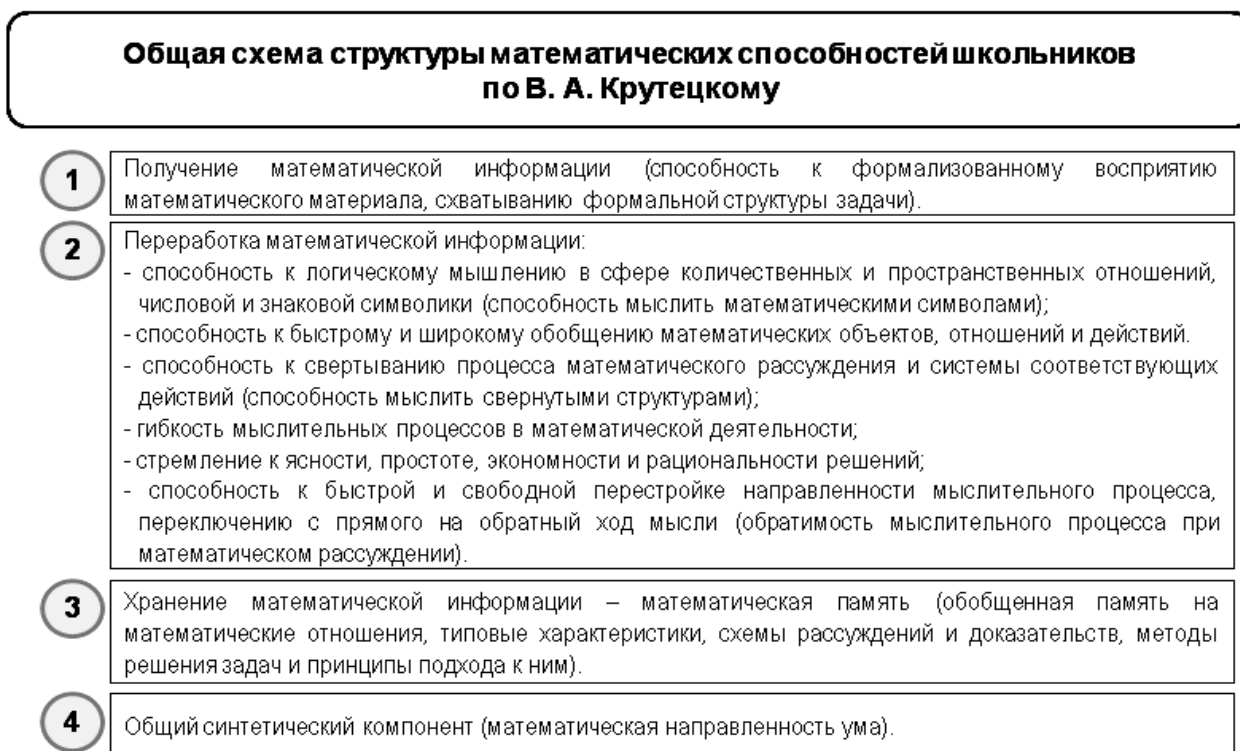 Общая схема структуры математических способностей школьников
по В. А. Крутецкому
1
Получение математической информации (способность к формализованному восприятию
математического материала, схватыванию формальной структуры задачи).
2
Переработка математической информации:
- способность к логическому мышлению в сфере количественных и пространственных отношений,
числовой и знаковой символики (способность мыслить математическими символами);
- способность к быстрому и широкому обобщению математических объектов, отношений и действий.
- способность к свертыванию процесса математического рассуждения и системы соответствующих
действий (способность мыслить свернутыми структурами);
- гибкость мыслительных процессов в математической деятельности;
- стремление к ясности, простоте, экономности и рациональности решений;
- способность к быстрой и свободной перестройке направленности мыслительного процесса,
переключению с прямого на обратный ход мысли (обратимость мыслительного процесса при
математическом рассуждении).
3
Хранение математической информации – математическая память (обобщенная память на
математические отношения, типовые характеристики, схемы рассуждений и доказательств, методы
решения задач и принципы подхода к ним).
4
Общий синтетический компонент (математическая направленность ума).